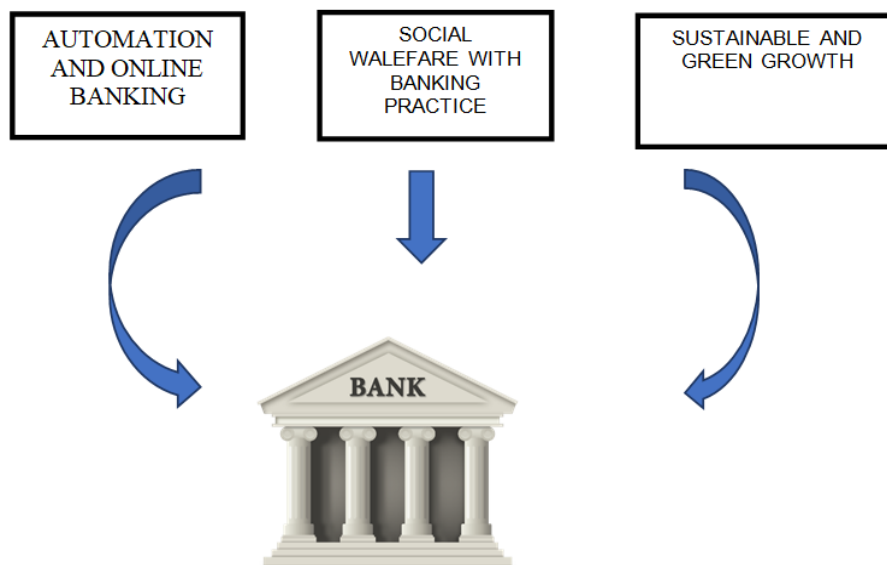 AUTOMATION
AND ONLINE
BANKING
SOCIAL
WALEFARE WITH
BANKING
PRACTICE
SUSTAINABLE AND
GREEN GROWTH
BANK